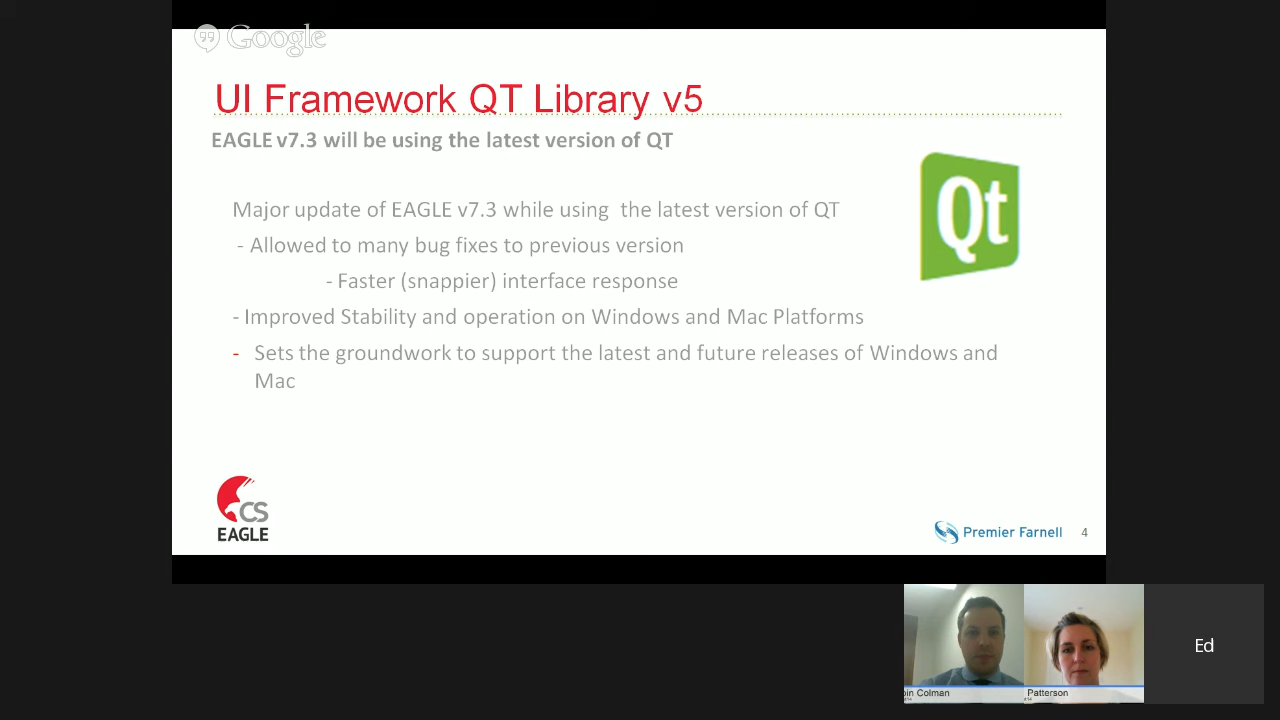 Google
UI Framework QT Library v5
EAGLE v7.3 will be using the latest version of QT
Qt
Major update of EAGLE v7.3 while using the latest version of QT
- Allowed to many bug fixes to previous version
- Faster (snappier) interface response
- Improved Stability and operation on Windows and Mac Platforms
- Sets the groundwork to support the latest and future releases of Windows and
Mac
CS
EAGLE
Premier Farnell 4
Ed
Colman
Patterson